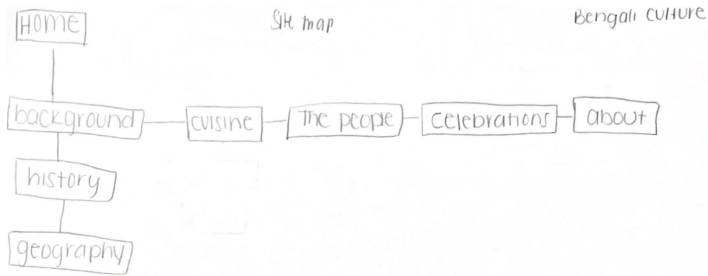 Home
Site map
Bengali culture
background
cuisine
The people
celebrations
about
history
geography